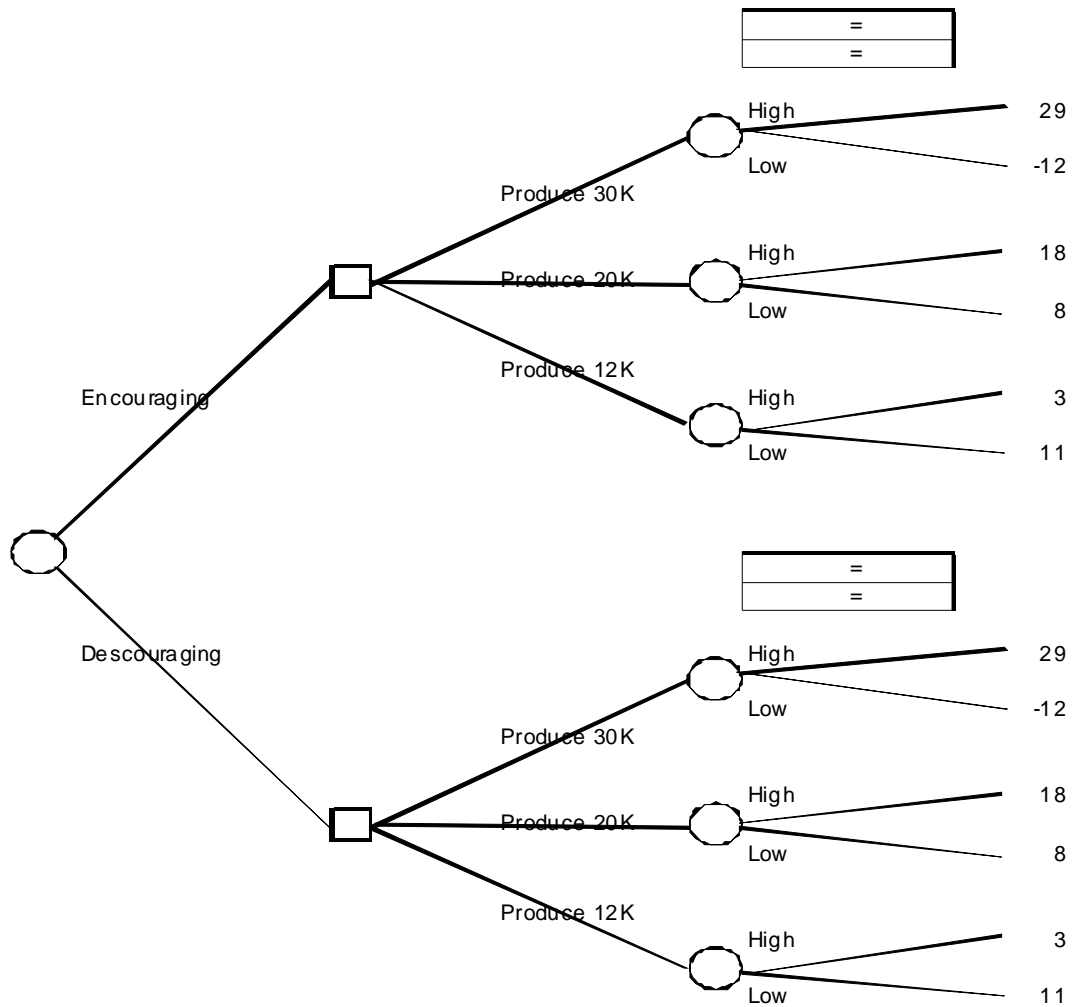 =
=
High 29
Low -12
Produce 30K
High 18
Produce 20K
Low 8
Produce 12K
High 3
Encouraging
Low 11
=
=
Descouraging
High 29
Low -12
Produce 30K
High 18
Produce 20K
Low 8
Produce 12K
High 3
Low 11